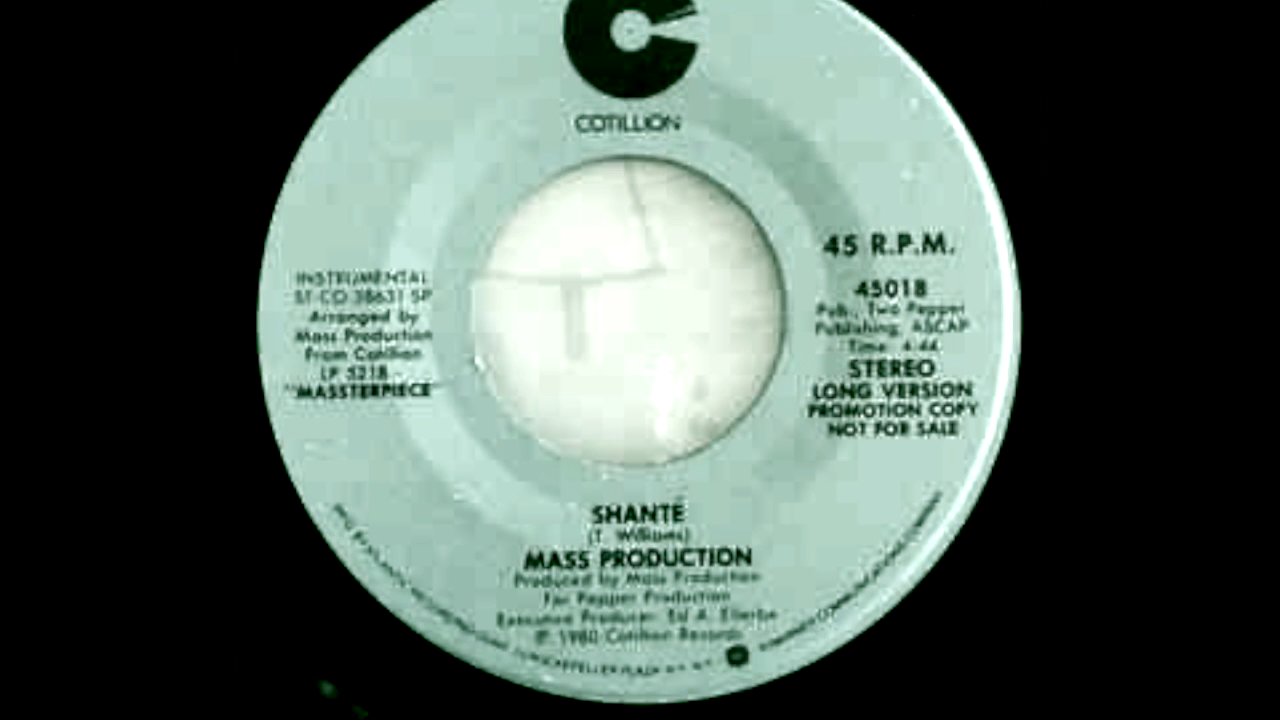 COTILLION
INSTRUMENTAL
ST-CO 38631 SP
Arranged by
Mass Production
From Cotillion
LP 5218
"MASSTERPIECE"
45 R.P.M.
45018
Pub., Two Pepper
Publishing, ASCAP
Time: 4:44
STEREO
LONG VERSION
PROMOTION COPY
NOT FOR SALE
SHANTÉ
(T. Williams)
MASS PRODUCTION
Produced by Mass Production
For Pepper Production
Executive Producer: Ed A. Ellerbe
℗ 1980 Cotillion Records